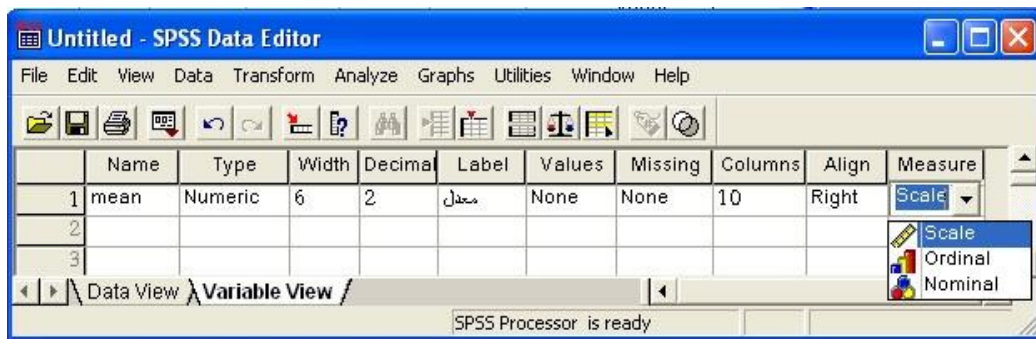 Untitled - SPSS Data Editor
File Edit View Data Transform Analyze Graphs Utilities Window Help
Name Type Width Decimal Label Values Missing Columns Align Measure
1 mean Numeric 6 2 معدل None None 10 Right Scale
2 Scale
3 Ordinal
Nominal
Data View Variable View
SPSS Processor is ready